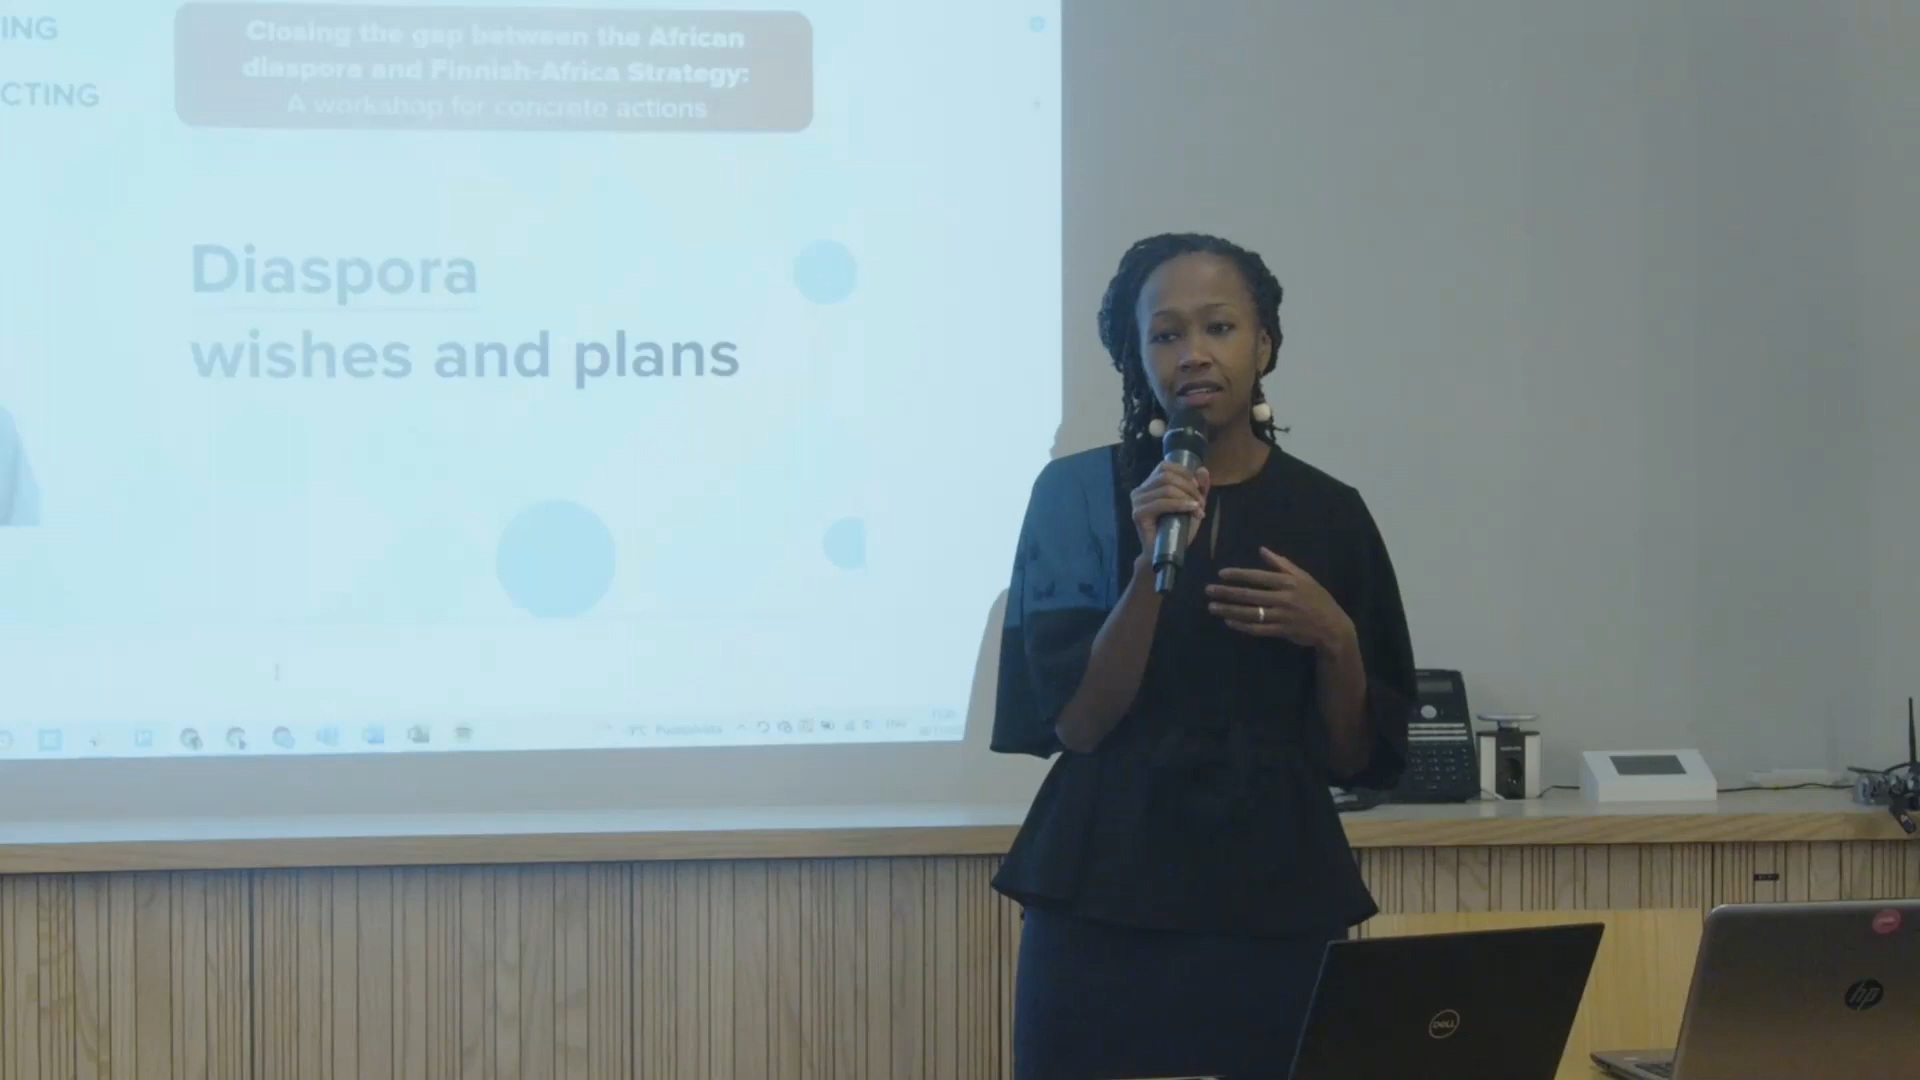 ING
CTING
Closing the gap between the African
diaspora and Finnish-Africa Strategy:
A workshop for concrete actions
Diaspora
wishes and plans
DELL
hp